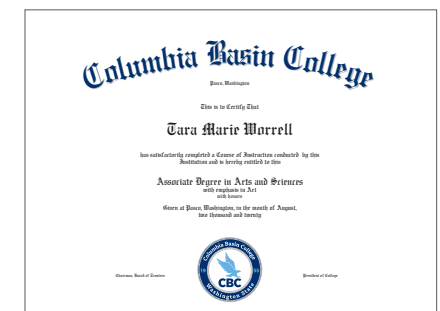 Columbia Basin College
Pasco, Washington
This is to Certify That
Tara Marie Worrell
has satisfactorily completed a Course of Instruction conducted by this
Institution and is hereby entitled to this
Associate Degree in Arts and Sciences
with emphasis in Art
with honors
Given at Pasco, Washington, in the month of August,
two thousand and twenty
Columbia Basin College
19 55
CBC
Washington State
Chairman, Board of Trustees
President of College